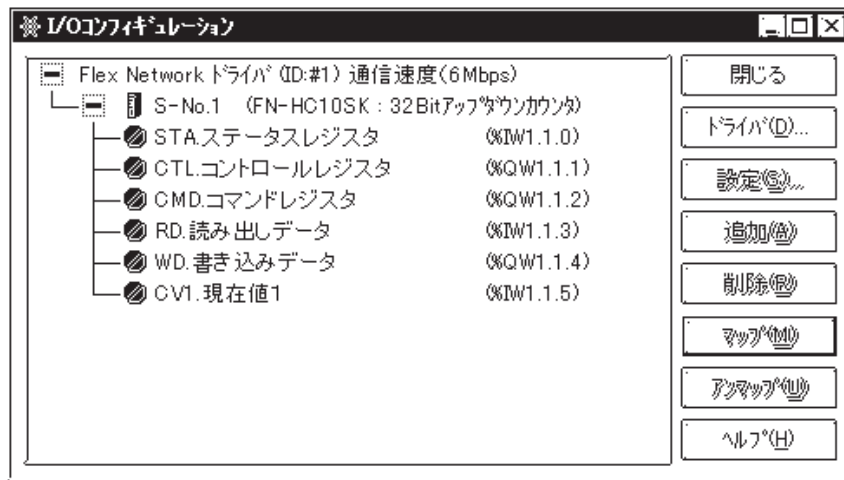 I/Oコンフィギュレーション
Flex Network ドライバ (ID:#1) 通信速度(6Mbps)
S-No.1 (FN-HC10SK : 32Bitアップダウンカウンタ)
STA.ステータスレジスタ (%IW1.1.0)
CTL.コントロールレジスタ (%QW1.1.1)
CMD.コマンドレジスタ (%QW1.1.2)
RD.読み出しデータ (%IW1.1.3)
WD.書き込みデータ (%QW1.1.4)
CV1.現在値1 (%IW1.1.5)
閉じる
ドライバ(D)...
設定(S)...
追加(A)
削除(R)
マップ(M)
アンマップ(U)
ヘルプ(H)